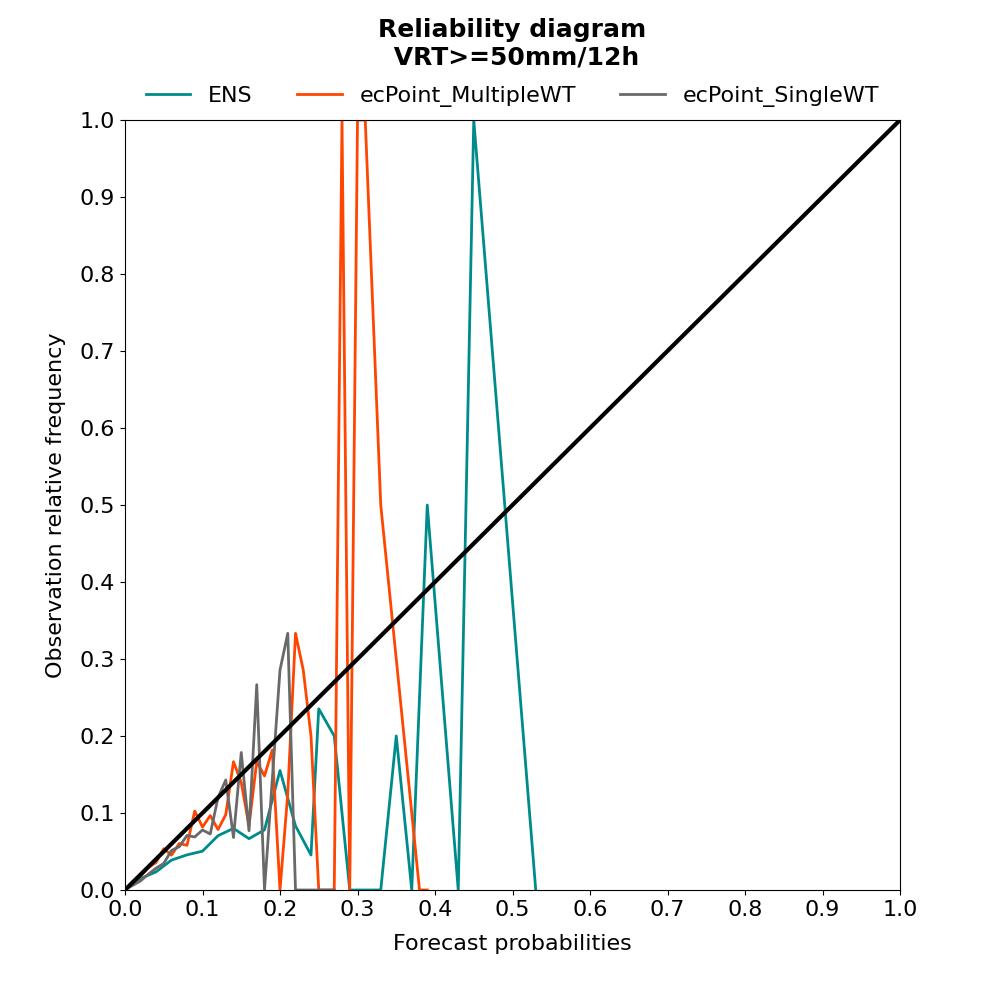 Reliability diagram
VRT>=50mm/12h
ENS ecPoint_MultipleWT ecPoint_SingleWT
1.0
0.9
0.8
0.7
0.6
0.5
0.4
0.3
0.2
0.1
0.0
Observation relative frequency
0.0 0.1 0.2 0.3 0.4 0.5 0.6 0.7 0.8 0.9 1.0
Forecast probabilities